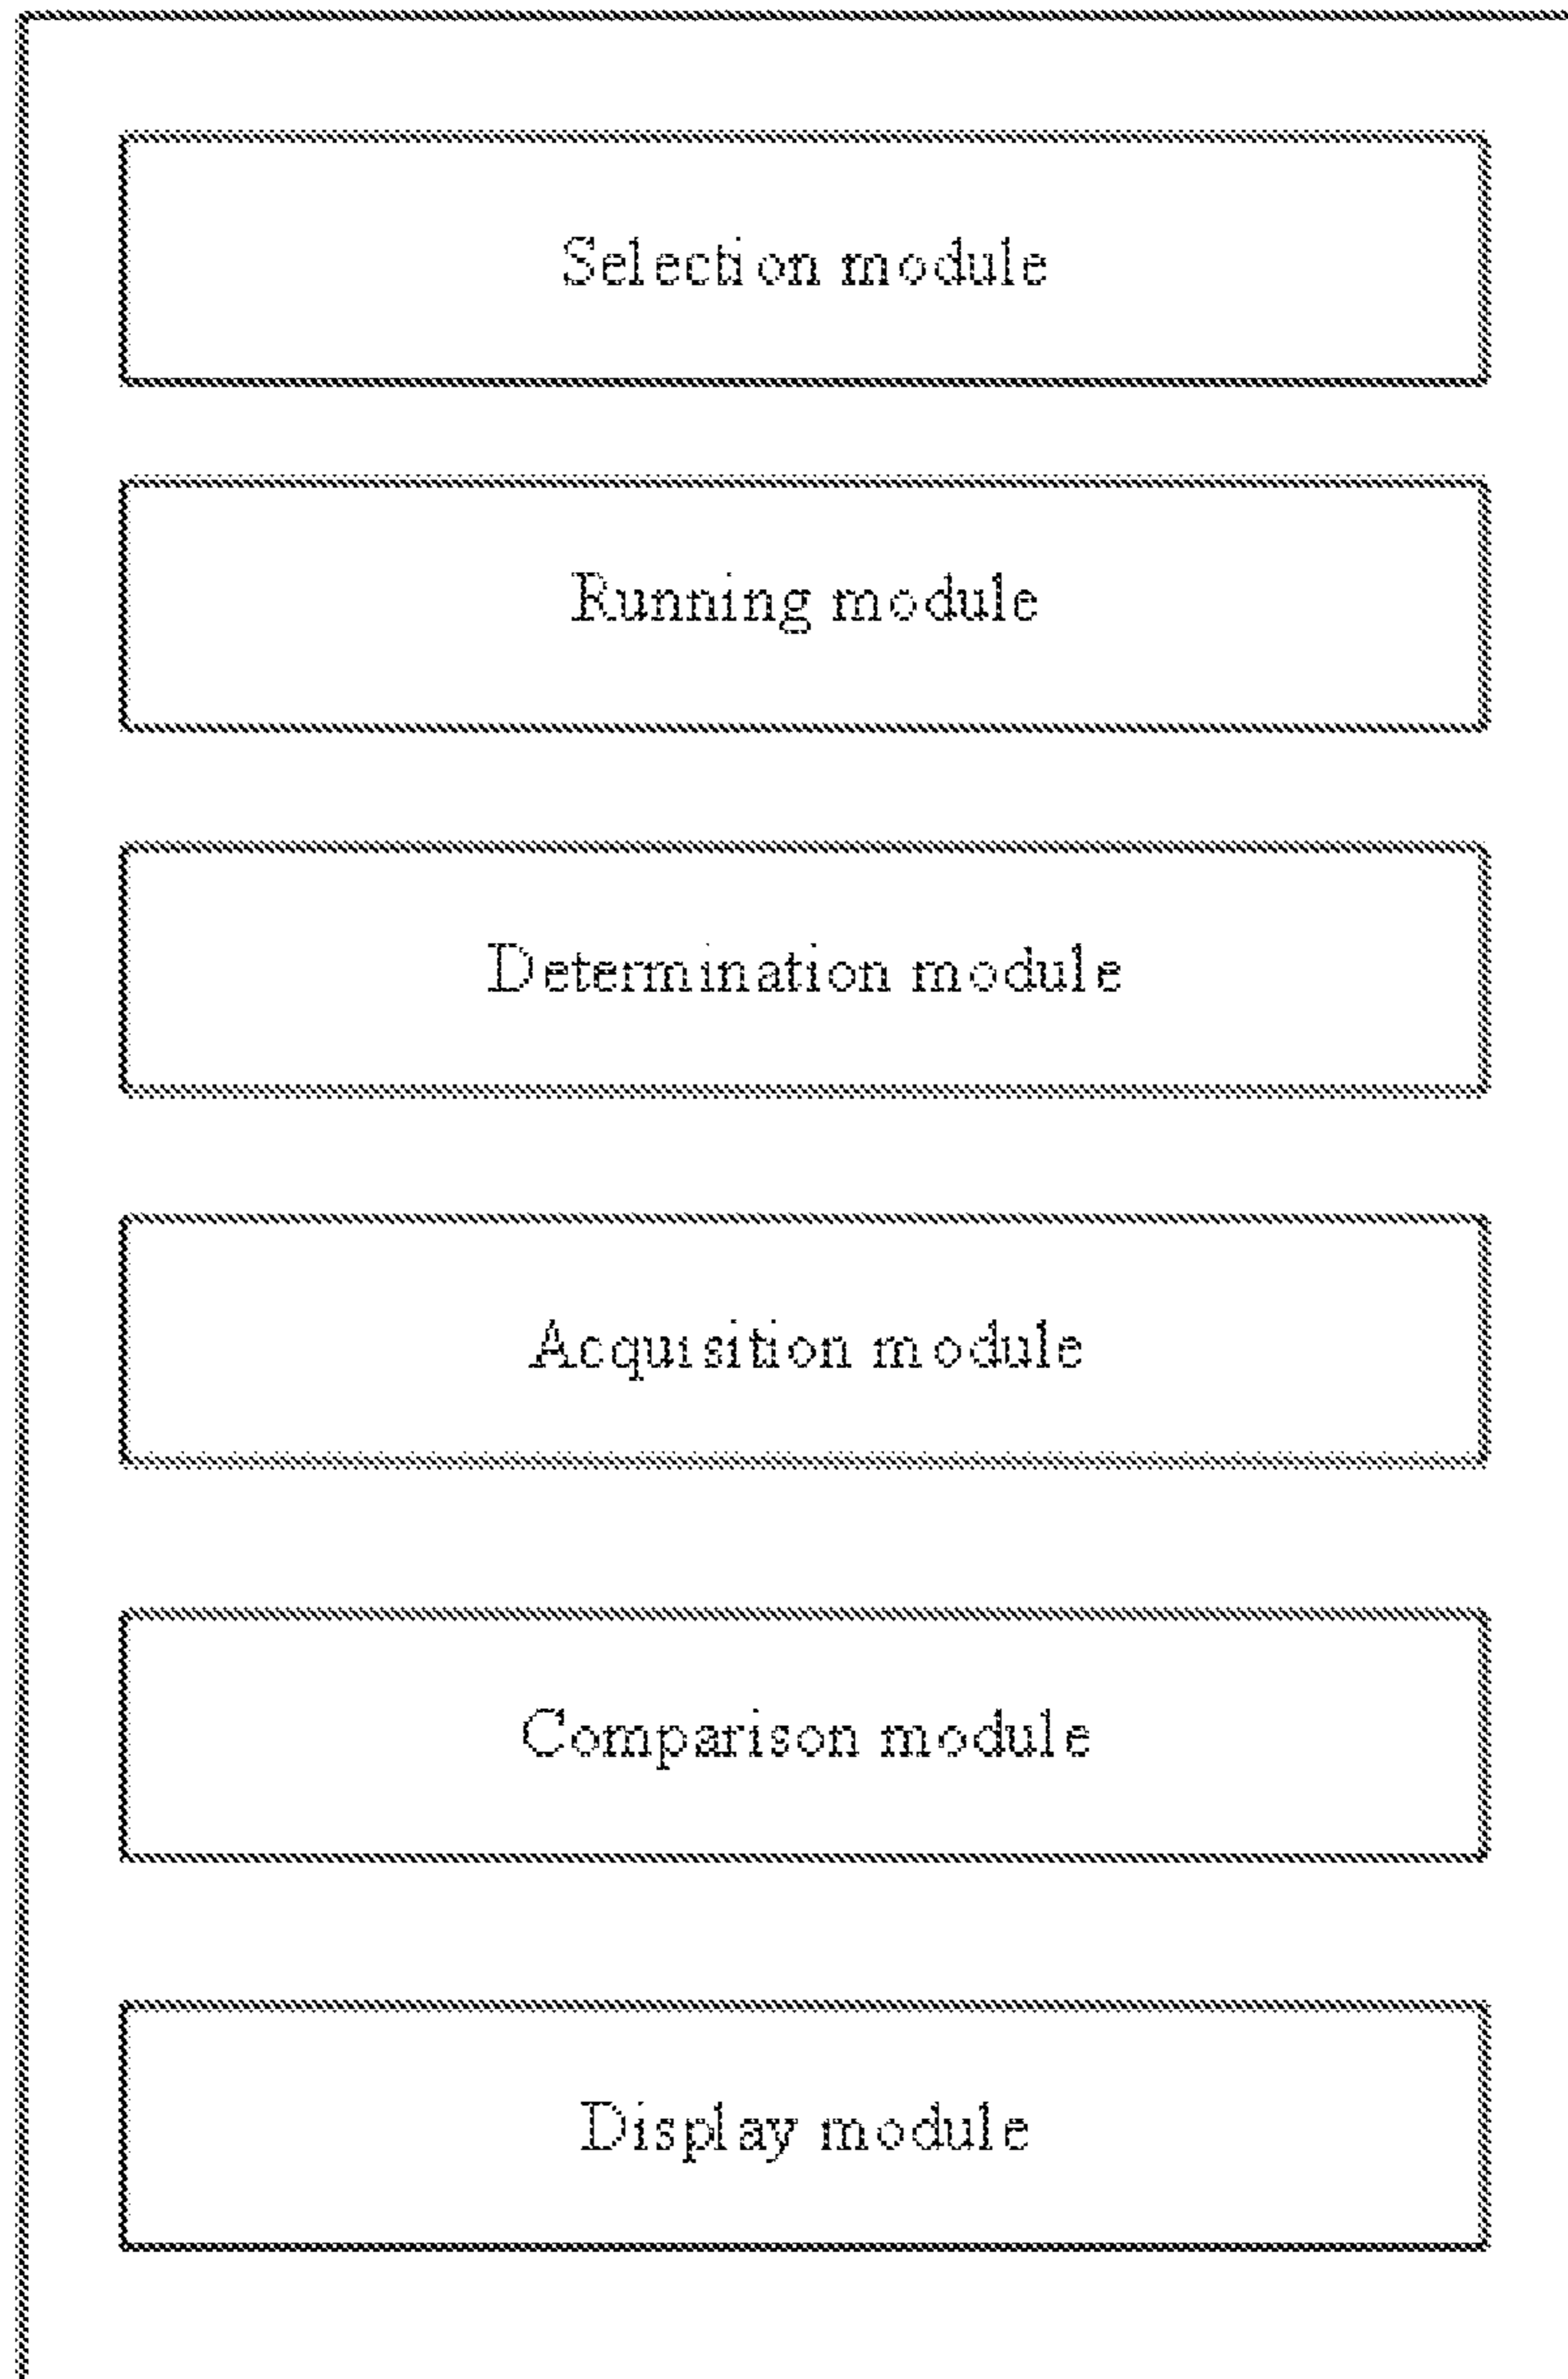 Selection module
Running module
Determination module
Acquisition module
Comparison module
Display module